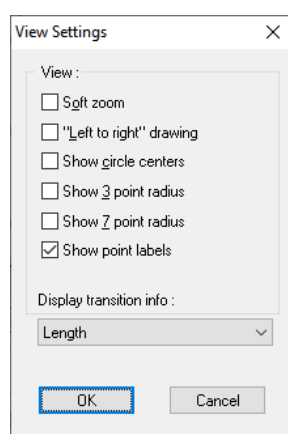 View Settings
View :
Soft zoom
"Left to right" drawing
Show circle centers
Show 3 point radius
Show 7 point radius
Show point labels
Display transition info :
Length
OK
Cancel